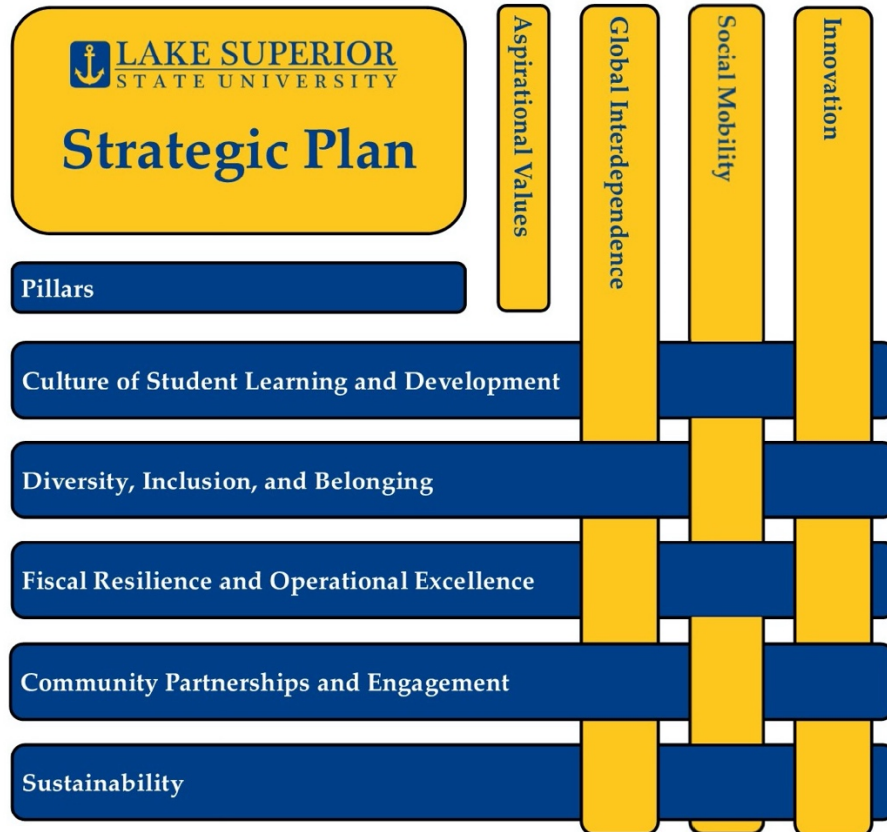 LAKE SUPERIOR
STATE UNIVERSITY
Strategic Plan
Aspirational Values
Global Interdependence
Social Mobility
Innovation
Pillars
Culture of Student Learning and Development
Diversity, Inclusion, and Belonging
Fiscal Resilience and Operational Excellence
Community Partnerships and Engagement
Sustainability